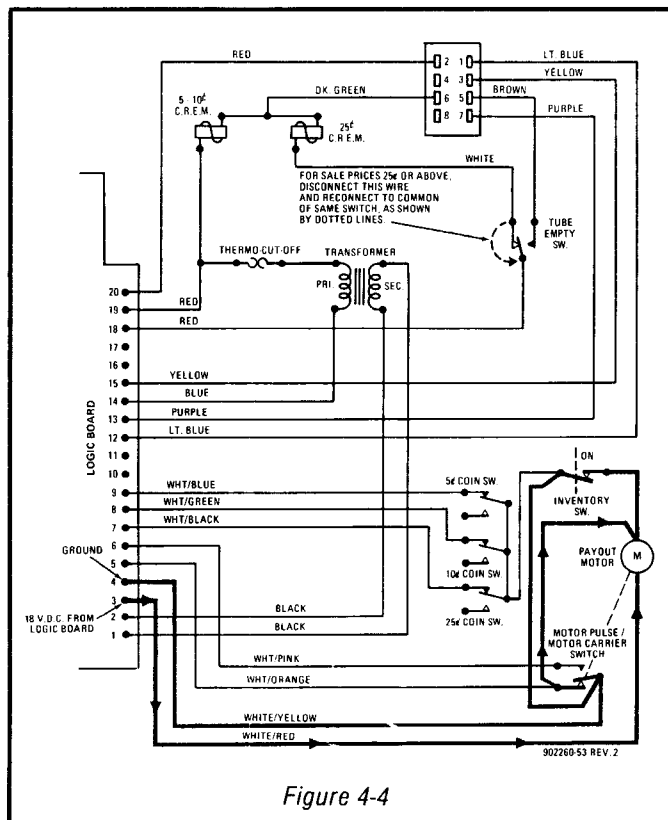 RED
2 1
LT. BLUE
4 3
YELLOW
DK. GREEN
6 5
BROWN
8 7
PURPLE
5 - 10¢
C.R.E.M.
25¢
C.R.E.M.
WHITE
FOR SALE PRICES 25¢ OR ABOVE,
DISCONNECT THIS WIRE
AND RECONNECT TO COMMON
OF SAME SWITCH, AS SHOWN
BY DOTTED LINES.
TUBE
EMPTY
SW.
THERMO-CUT-OFF
TRANSFORMER
PRI.
SEC.
LOGIC BOARD
20
19
RED
18
RED
17
16
15
YELLOW
14
BLUE
13
PURPLE
12
LT. BLUE
11
10
9
WHT/BLUE
8
WHT/GREEN
7
WHT/BLACK
6
5
4
3
2
BLACK
1
BLACK
GROUND
18 V.D.C. FROM
LOGIC BOARD
5¢ COIN SW.
10¢ COIN SW.
25¢ COIN SW.
ON
INVENTORY
SW.
PAYOUT
MOTOR
M
MOTOR PULSE /
MOTOR CARRIER
SWITCH
WHT/PINK
WHT/ORANGE
WHITE/YELLOW
WHITE/RED
902260-53 REV. 2
Figure 4-4